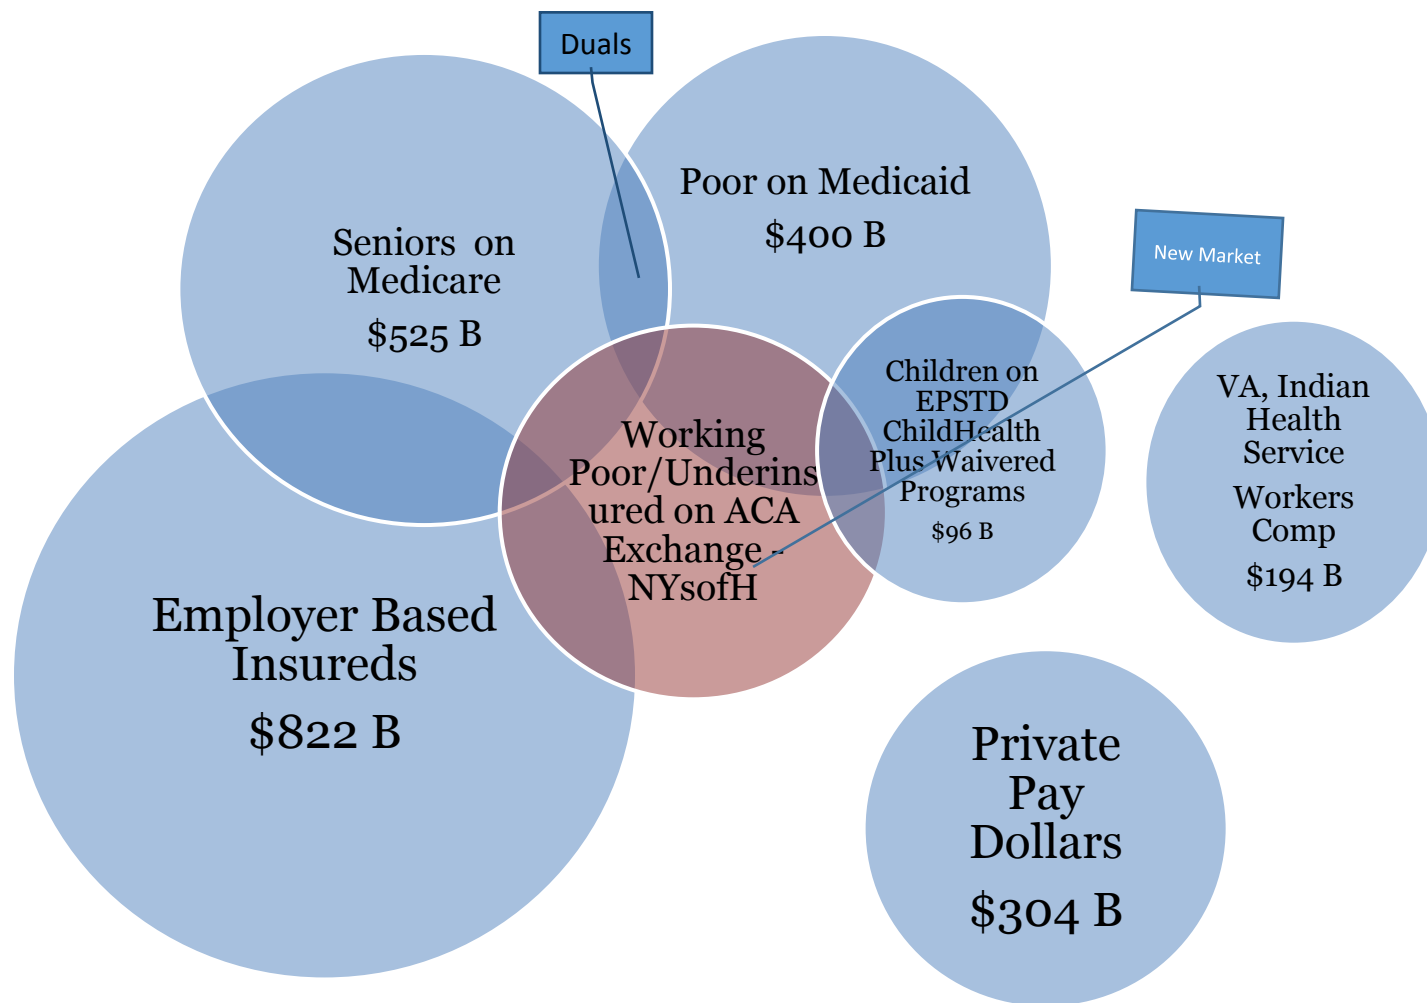 Duals
Poor on Medicaid
$400 B
Seniors on
Medicare
$525 B
New Market
Children on
EPSTD
ChildHealth
Plus Waivered
Programs
$96 B
VA, Indian
Health
Service
Workers
Comp
$194 B
Working
Poor/Underins
ured on ACA
Exchange -
NYsofH
Employer Based
Insureds
$822 B
Private
Pay
Dollars
$304 B